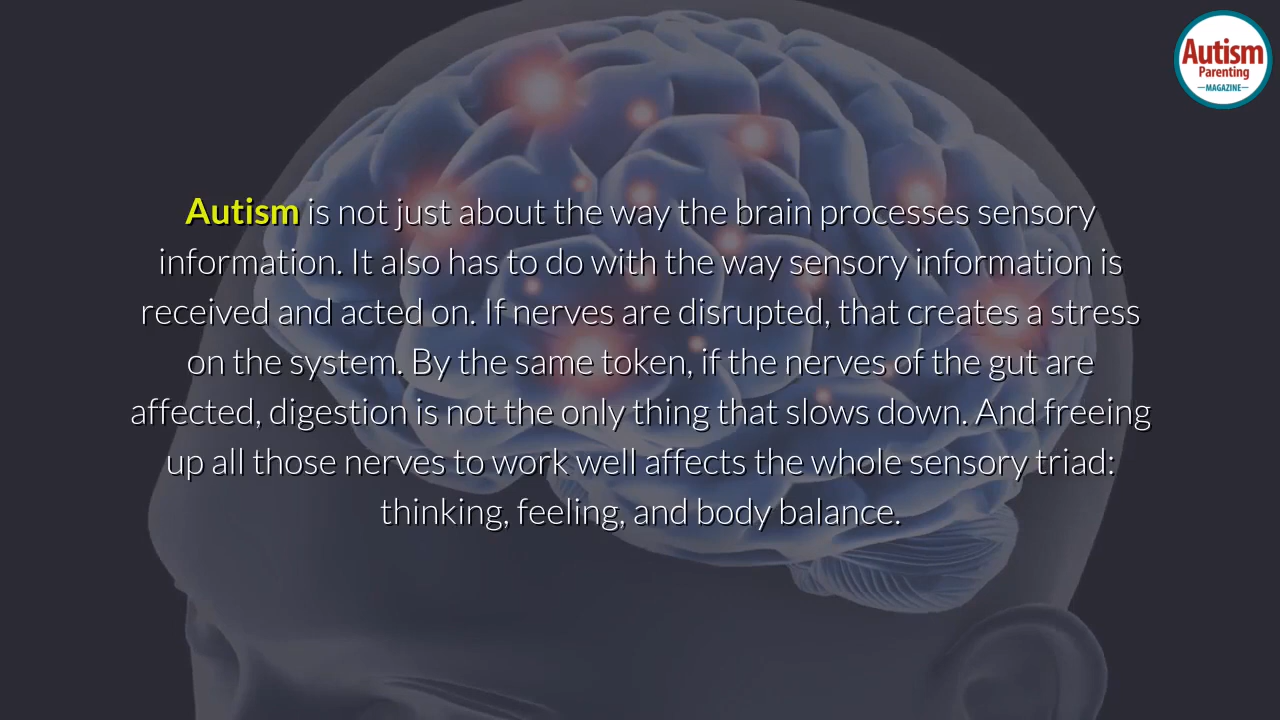 Autism
Parenting
MAGAZINE
Autism is not just about the way the brain processes sensory
information. It also has to do with the way sensory information is
received and acted on. If nerves are disrupted, that creates a stress
on the system. By the same token, if the nerves of the gut are
affected, digestion is not the only thing that slows down. And freeing
up all those nerves to work well affects the whole sensory triad:
thinking, feeling, and body balance.